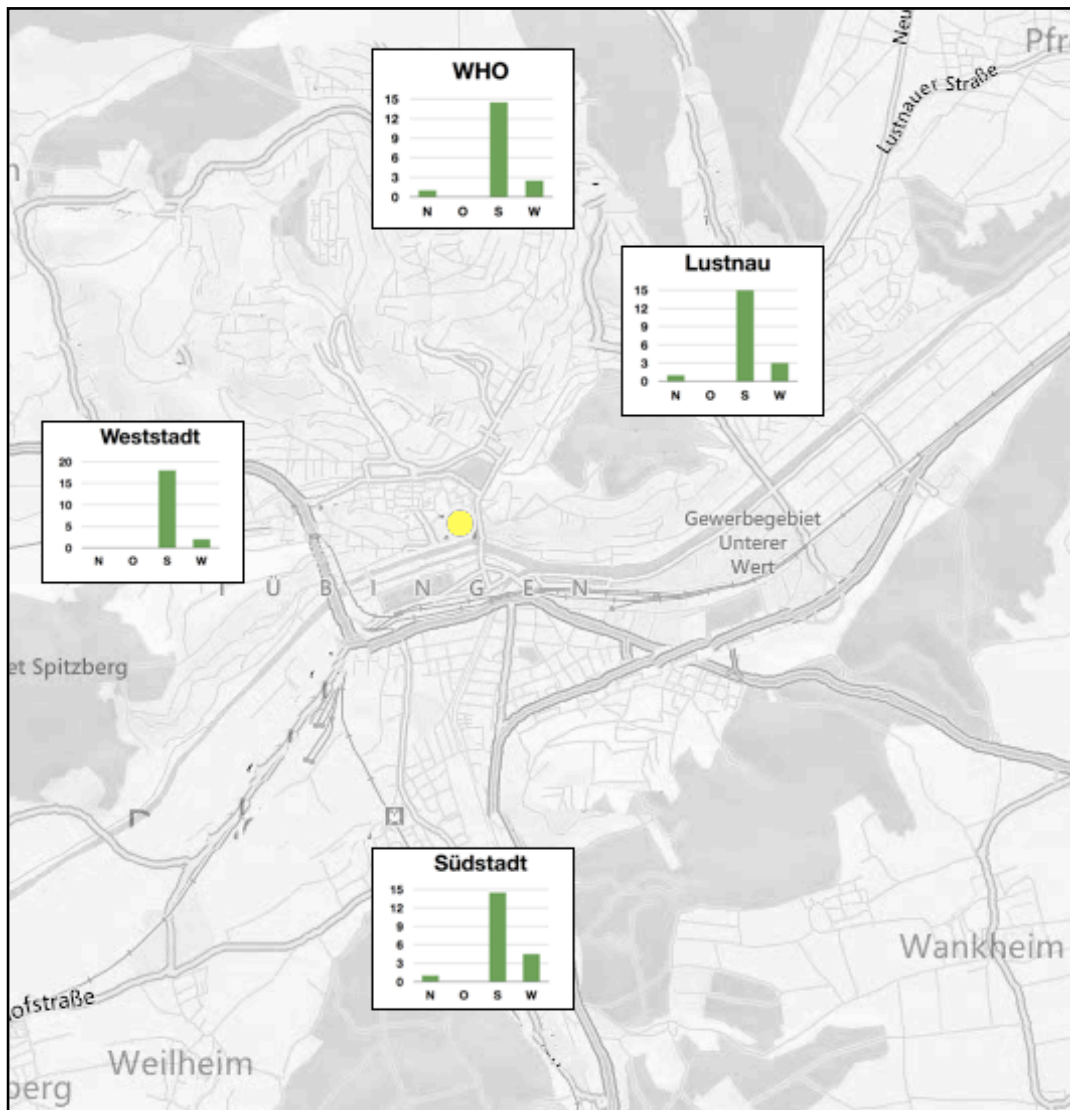 Pfr
Neu
Lustnauer Straße
WHO
15
12
9
6
3
0
N O S W
Lustnau
15
12
9
6
3
0
N O S W
Weststadt
20
15
10
5
0
N O S W
Gewerbegebiet
Unterer
Wert
TÜBINGEN
et Spitzberg
Südstadt
15
12
9
6
3
0
N O S W
Wankheim
ofstraße
Weilheim
berg